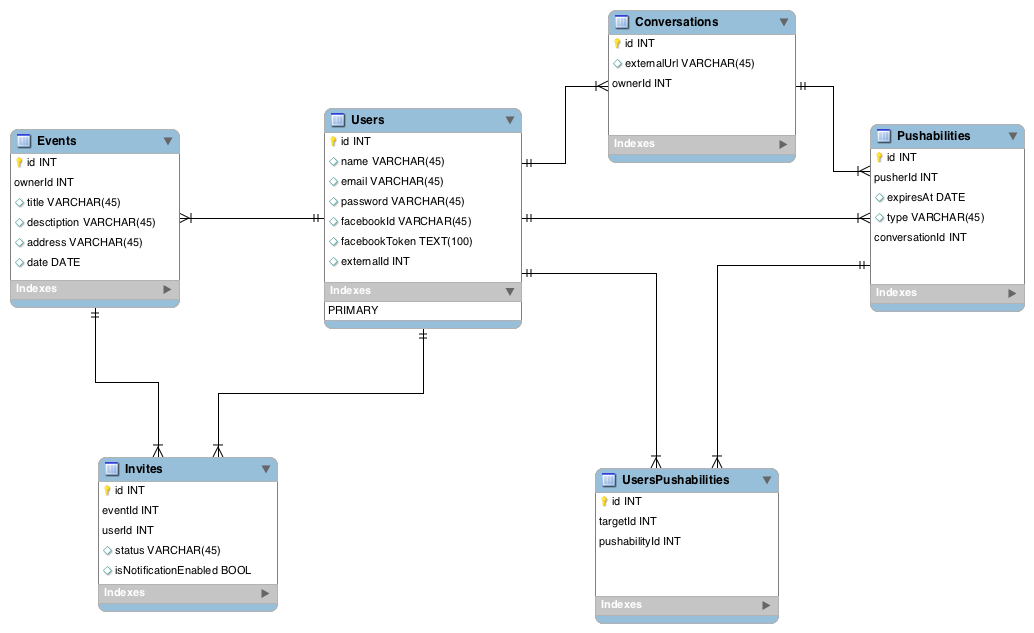 Conversations
id INT
externalUrl VARCHAR(45)
ownerId INT
Indexes
Users
id INT
name VARCHAR(45)
email VARCHAR(45)
password VARCHAR(45)
facebookId VARCHAR(45)
facebookToken TEXT(100)
externalId INT
Indexes
PRIMARY
Events
id INT
ownerId INT
title VARCHAR(45)
desctiption VARCHAR(45)
address VARCHAR(45)
date DATE
Indexes
Pushabilities
id INT
pusherId INT
expiresAt DATE
type VARCHAR(45)
conversationId INT
Indexes
Invites
id INT
eventId INT
userId INT
status VARCHAR(45)
isNotificationEnabled BOOL
Indexes
UsersPushabilities
id INT
targetId INT
pushabilityId INT
Indexes